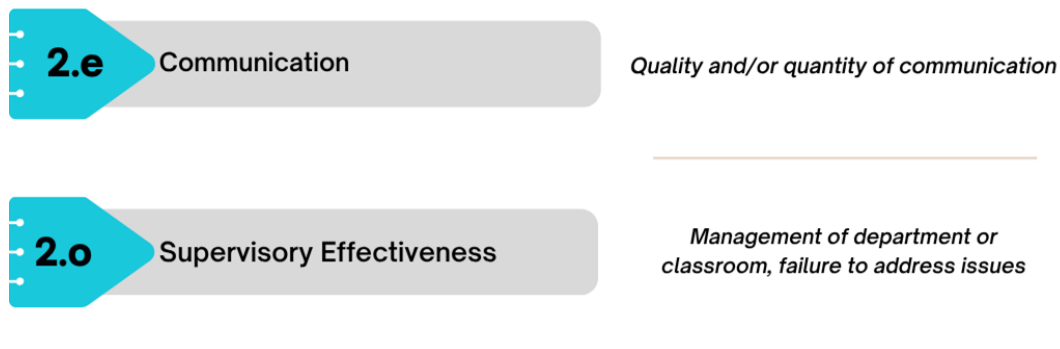 2.e
Communication
Quality and/or quantity of communication
2.o
Supervisory Effectiveness
Management of department or
classroom, failure to address issues